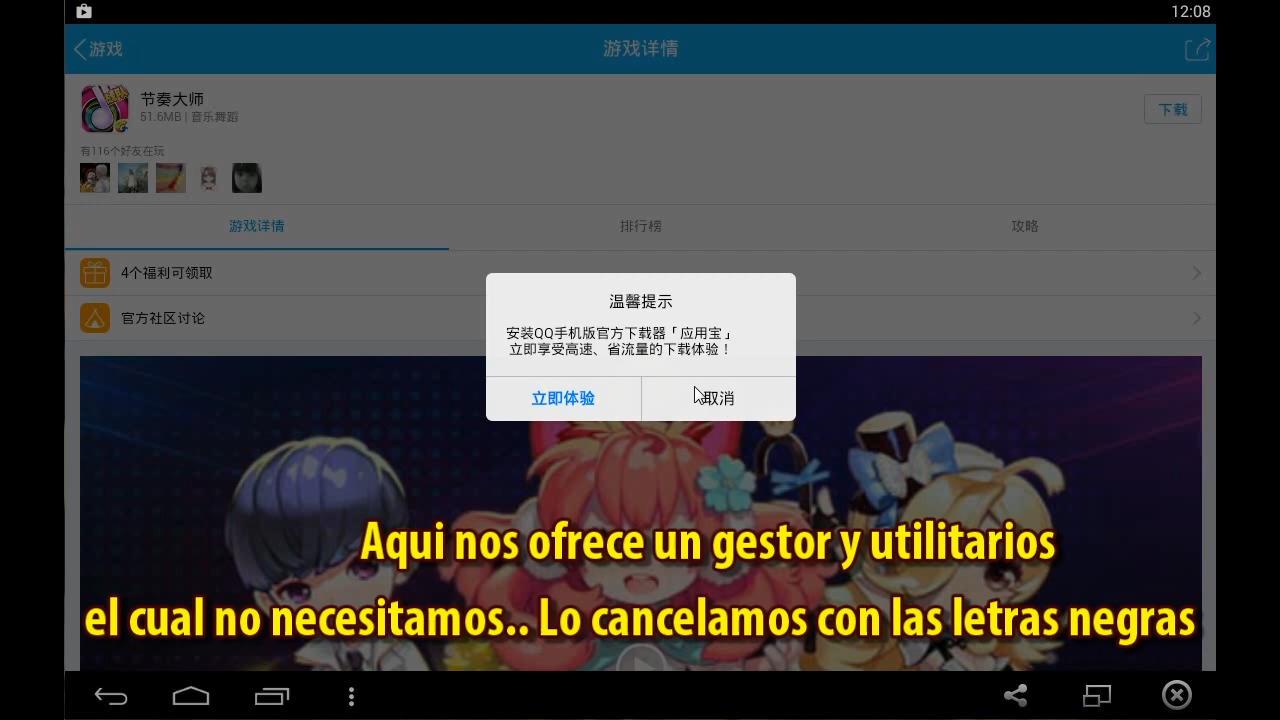 12:08
游戏
游戏详情
节奏大师
51.6MB | 音乐舞蹈
下载
有116个好友在玩
游戏详情
排行榜
攻略
4个福利可领取
官方社区讨论
温馨提示
安装QQ手机版官方下载器「应用宝」
立即享受高速、省流量的下载体验！
立即体验
取消
Aqui nos ofrece un gestor y utilitarios
el cual no necesitamos.. Lo cancelamos con las letras negras